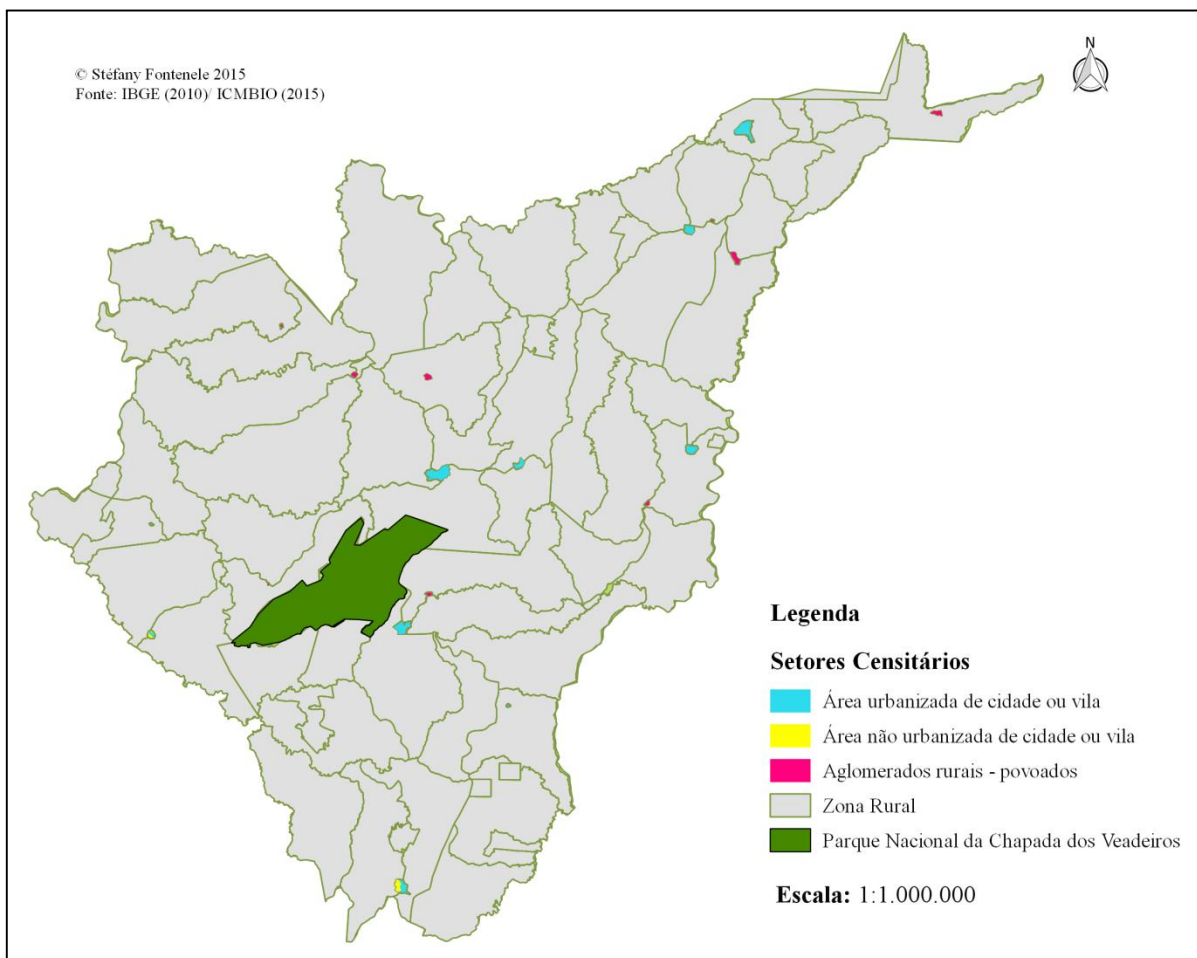 © Stéfany Fontenele 2015
Fonte: IBGE (2010)/ ICMBIO (2015)
N
Legenda
Setores Censitários
Área urbanizada de cidade ou vila
Área não urbanizada de cidade ou vila
Aglomerados rurais - povoados
Zona Rural
Parque Nacional da Chapada dos Veadeiros
Escala: 1:1.000.000